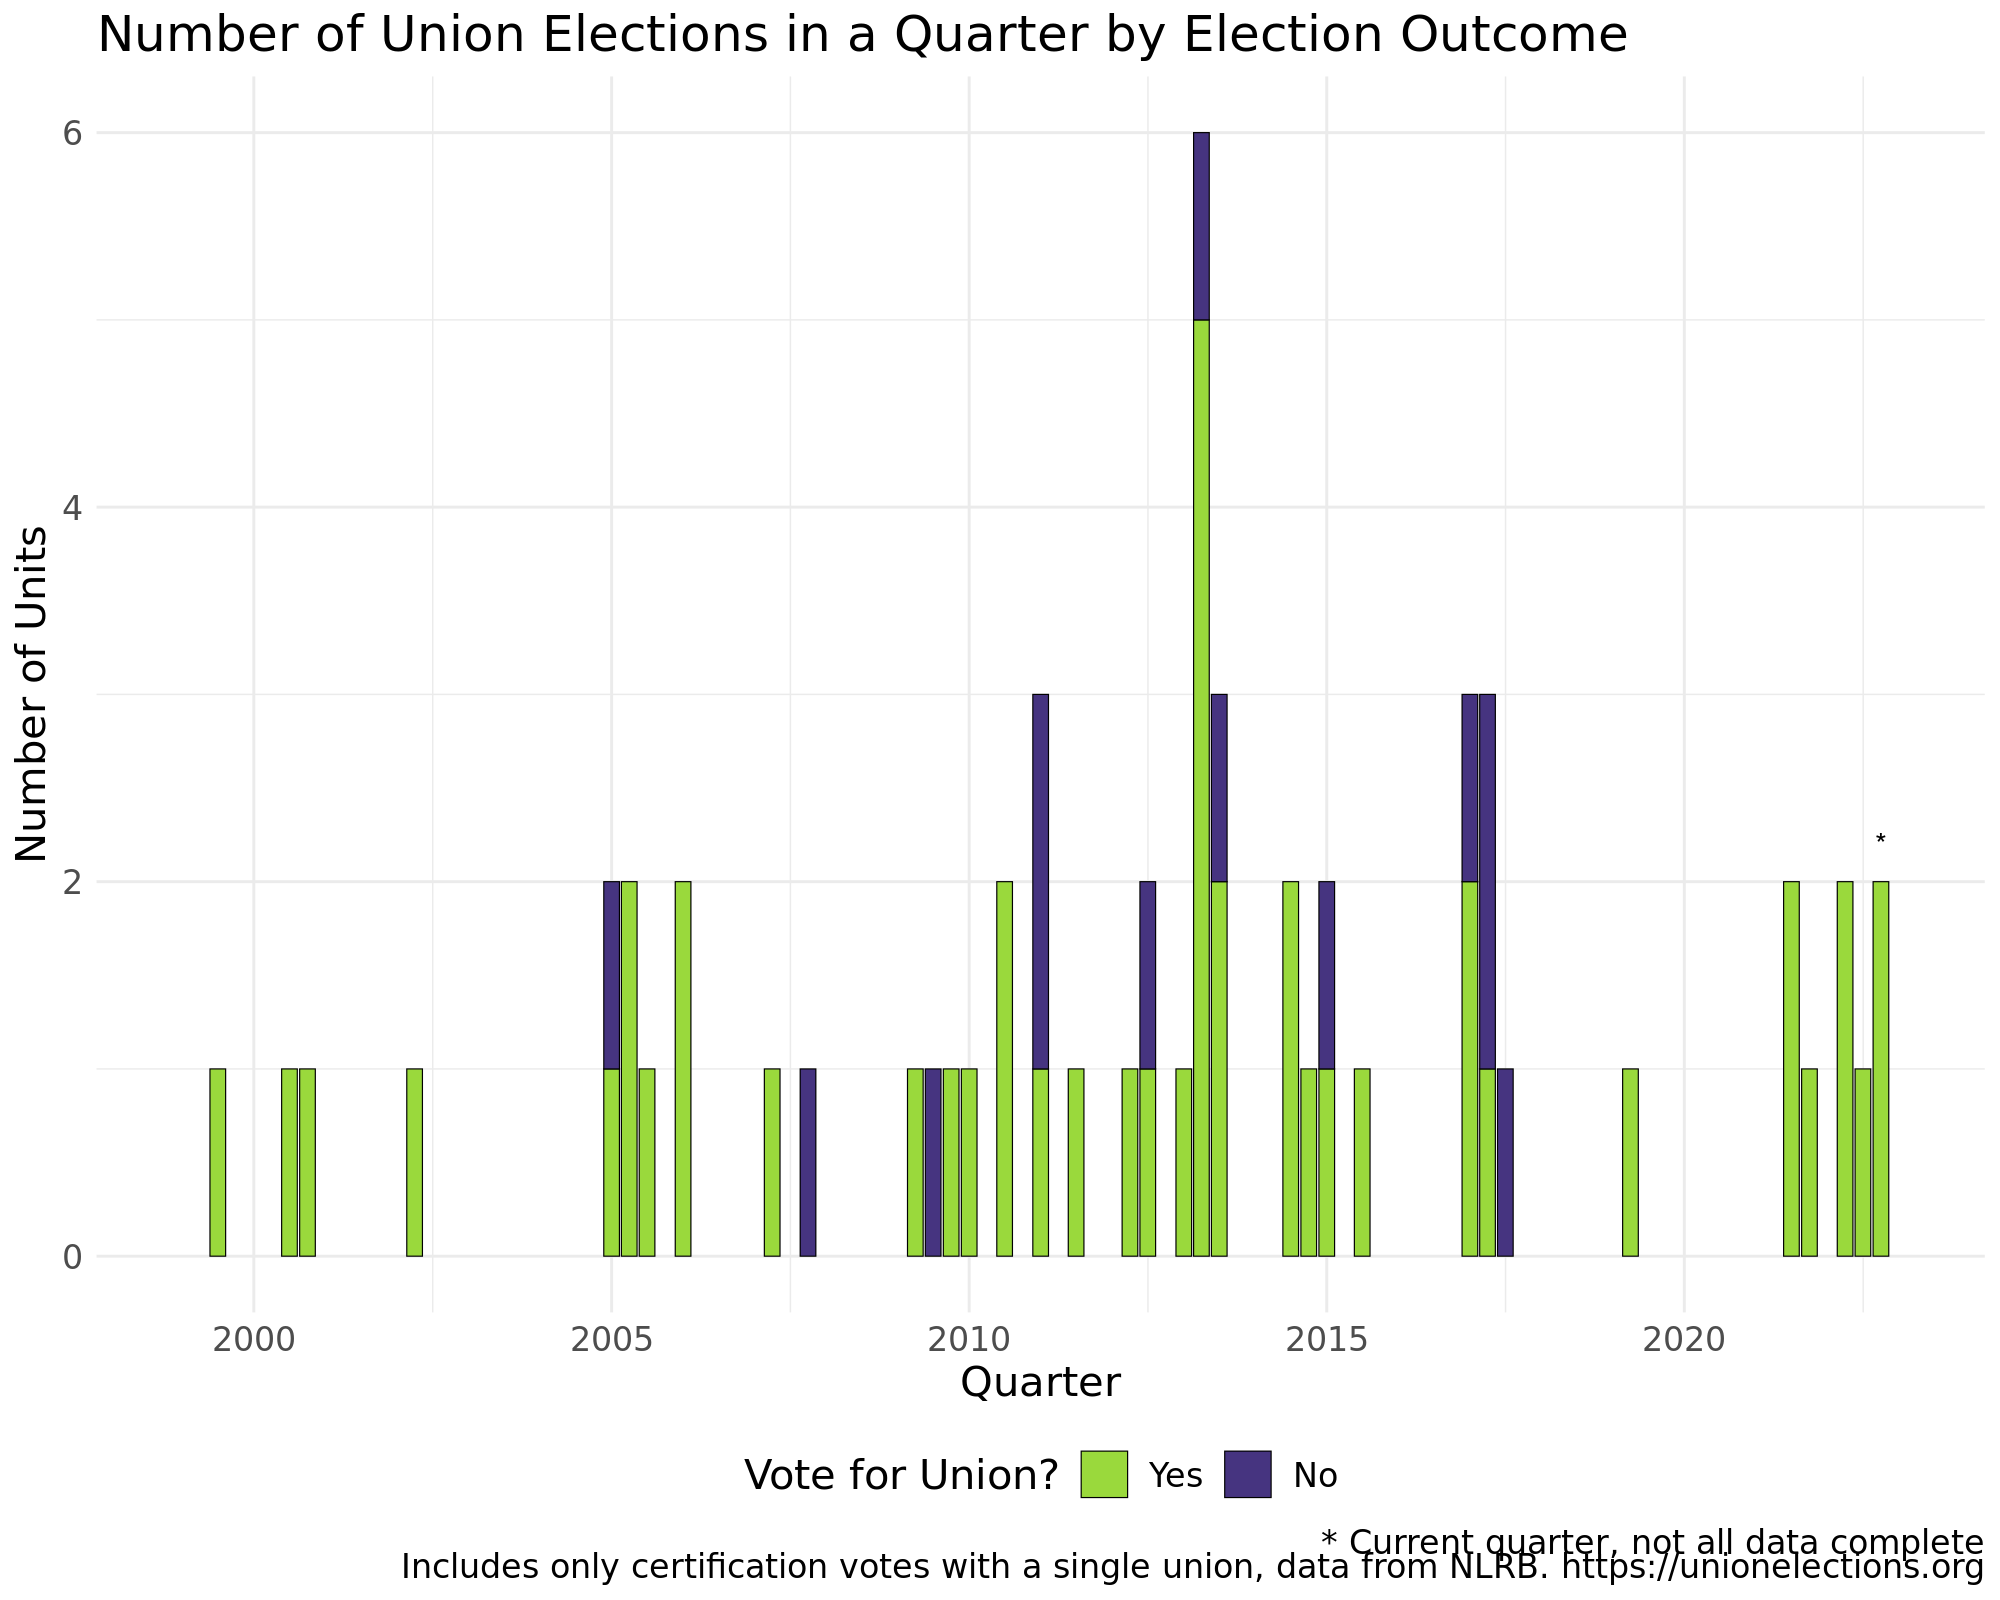 Number of Union Elections in a Quarter by Election Outcome
6
4
2
0
Number of Units
*
2000 2005 2010 2015 2020
Quarter
Vote for Union? Yes No
* Current quarter, not all data complete
Includes only certification votes with a single union, data from NLRB. https://unionelections.org